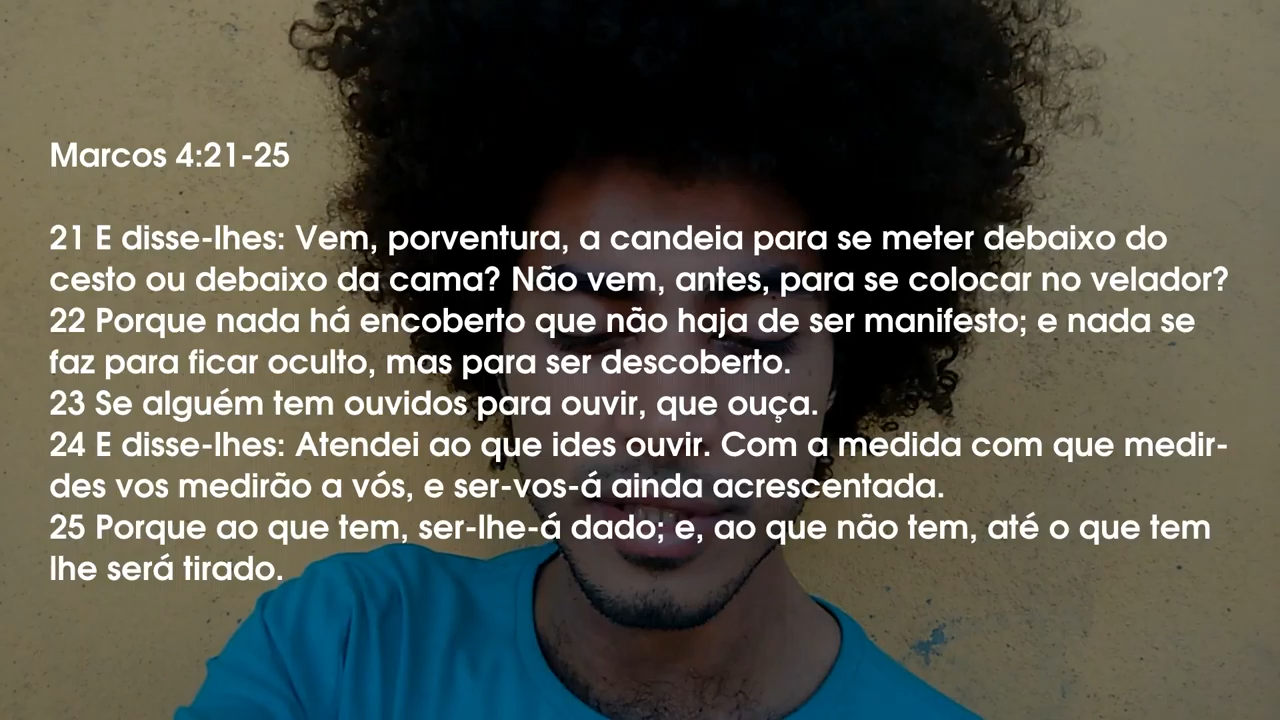 Marcos 4:21-25
21 E disse-lhes: Vem, porventura, a candeia para se meter debaixo do
cesto ou debaixo da cama? Não vem, antes, para se colocar no velador?
22 Porque nada há encoberto que não haja de ser manifesto; e nada se
faz para ficar oculto, mas para ser descoberto.
23 Se alguém tem ouvidos para ouvir, que ouça.
24 E disse-lhes: Atendei ao que ides ouvir. Com a medida com que medir-
des vos medirão a vós, e ser-vos-á ainda acrescentada.
25 Porque ao que tem, ser-lhe-á dado; e, ao que não tem, até o que tem
lhe será tirado.